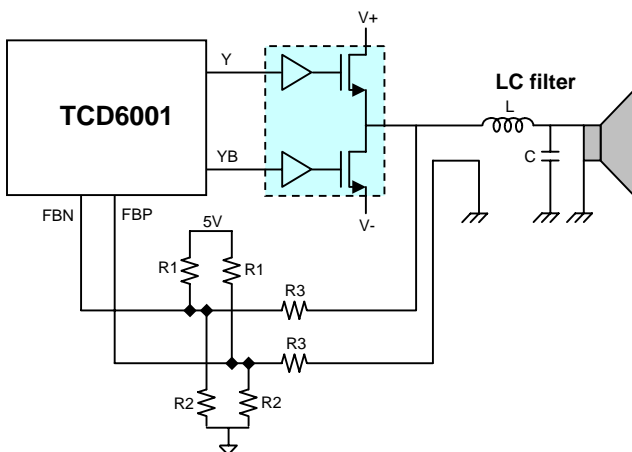 V+
Y
LC filter
L
TCD6001
YB
C
FBN
FBP
V-
5V
R1
R1
R3
R3
R2
R2